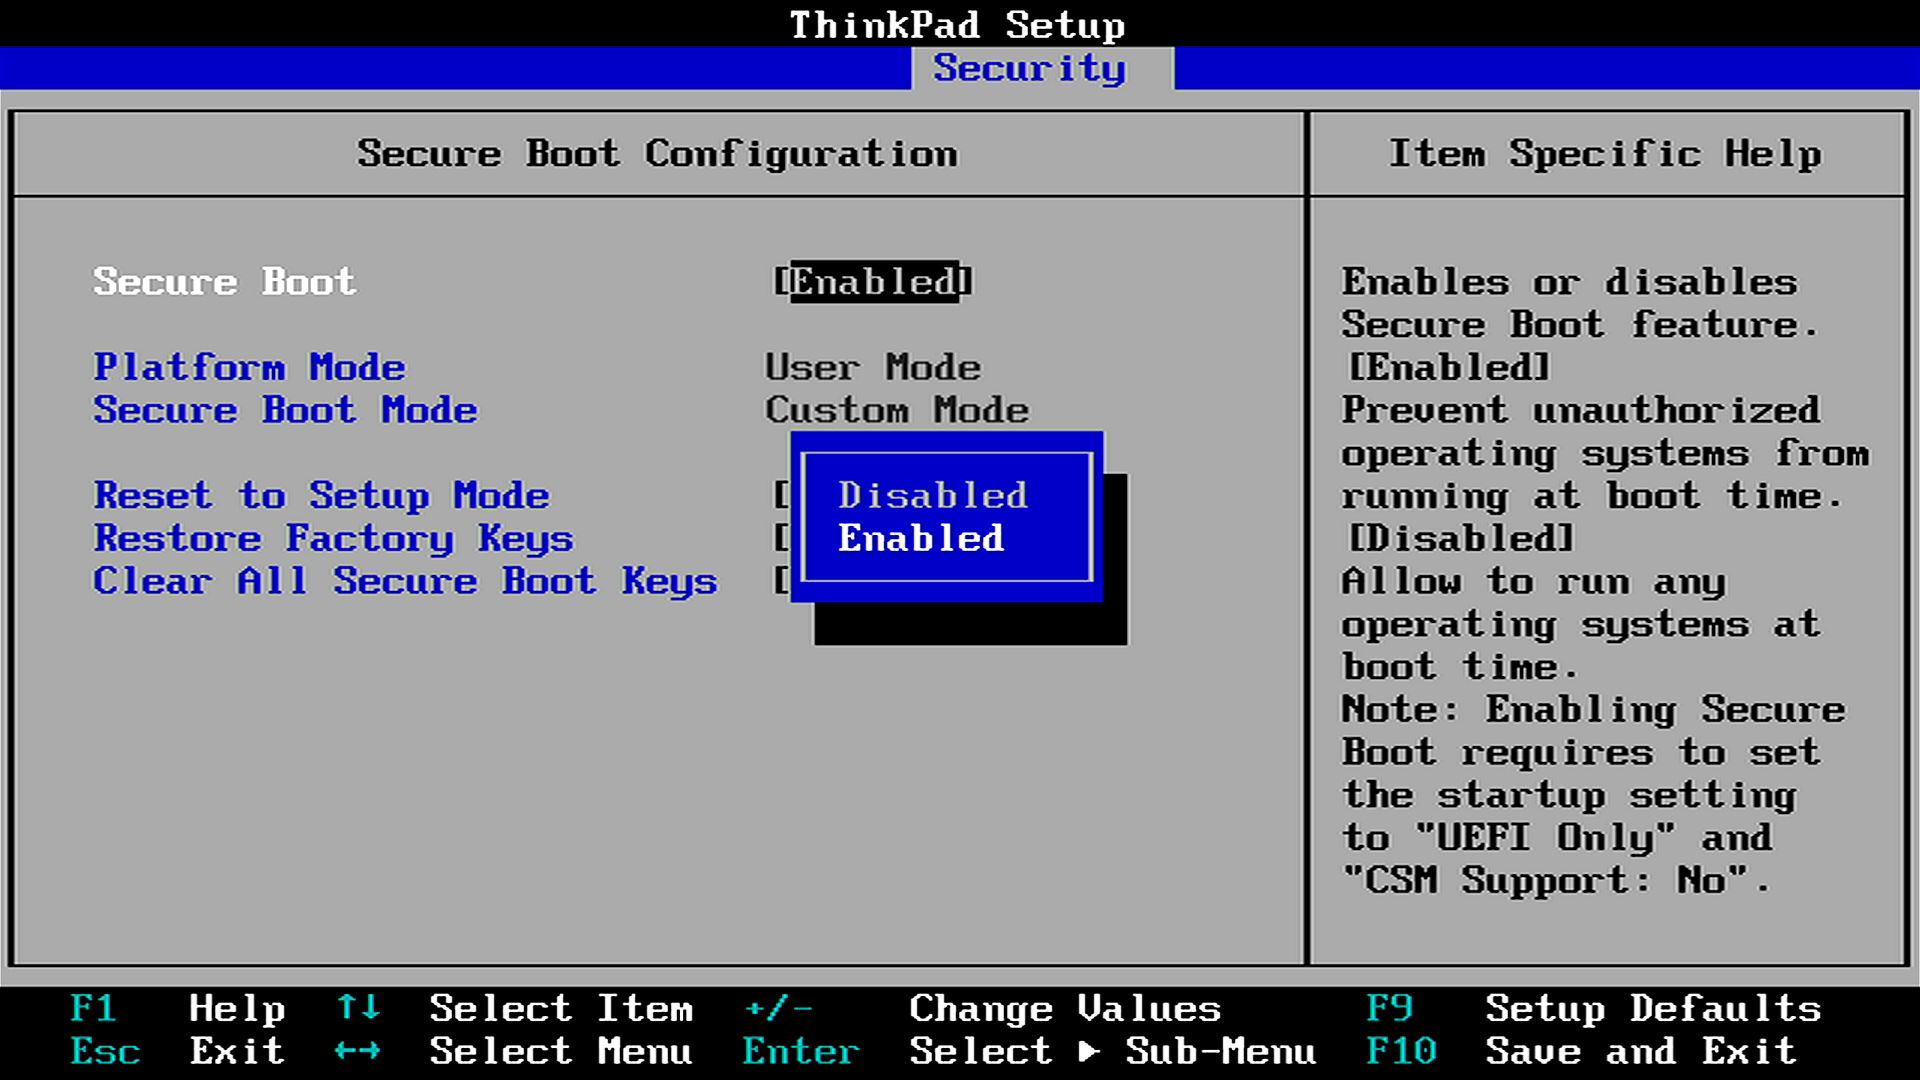 ThinkPad Setup
Security
Secure Boot Configuration
Item Specific Help
Secure Boot [Enabled]
Platform Mode User Mode
Secure Boot Mode Custom Mode
Reset to Setup Mode [
Restore Factory Keys [
Clear All Secure Boot Keys [
Disabled
Enabled
Enables or disables
Secure Boot feature.
[Enabled]
Prevent unauthorized
operating systems from
running at boot time.
[Disabled]
Allow to run any
operating systems at
boot time.
Note: Enabling Secure
Boot requires to set
the startup setting
to "UEFI Only" and
"CSM Support: No".
F1 Help ↑↓ Select Item +/- Change Values F9 Setup Defaults
Esc Exit ←→ Select Menu Enter Select ▶ Sub-Menu F10 Save and Exit